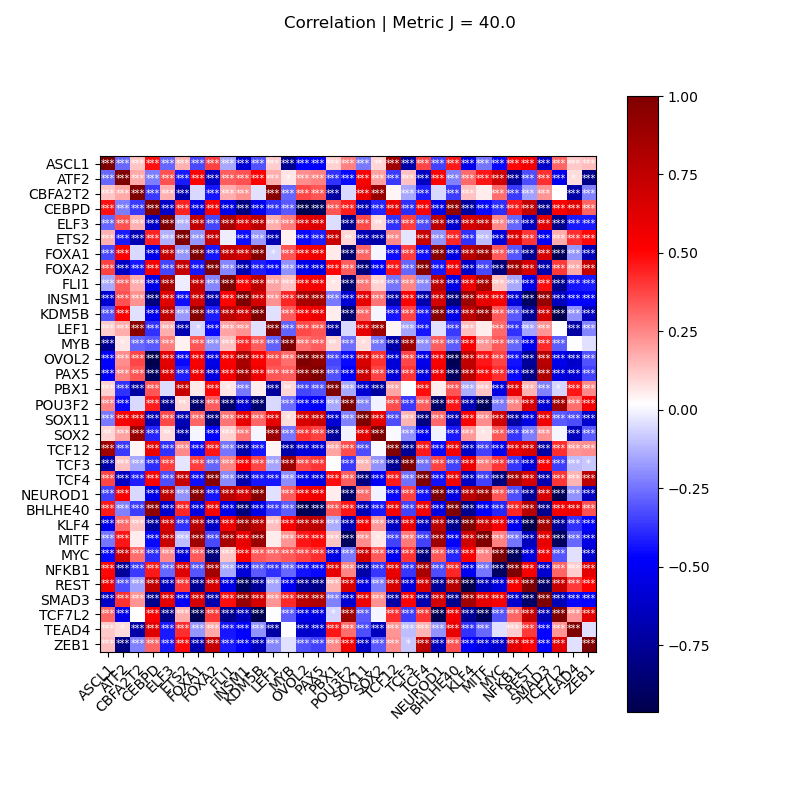 Correlation | Metric J = 40.0
ASCL1
ATF2
CBFA2T2
CEBPD
ELF3
ETS2
FOXA1
FOXA2
FLI1
INSM1
KDM5B
LEF1
MYB
OVOL2
PAX5
PBX1
POU3F2
SOX11
SOX2
TCF12
TCF3
TCF4
NEUROD1
BHLHE40
KLF4
MITF
MYC
NFKB1
REST
SMAD3
TCF7L2
TEAD4
ZEB1
ASCL1
ATF2
CBFA2T2
CEBPD
ELF3
ETS2
FOXA1
FOXA2
FLI1
INSM1
KDM5B
LEF1
MYB
OVOL2
PAX5
PBX1
POU3F2
SOX11
SOX2
TCF12
TCF3
TCF4
NEUROD1
BHLHE40
KLF4
MITF
MYC
NFKB1
REST
SMAD3
TCF7L2
TEAD4
ZEB1
1.00
0.75
0.50
0.25
0.00
−0.25
−0.50
−0.75